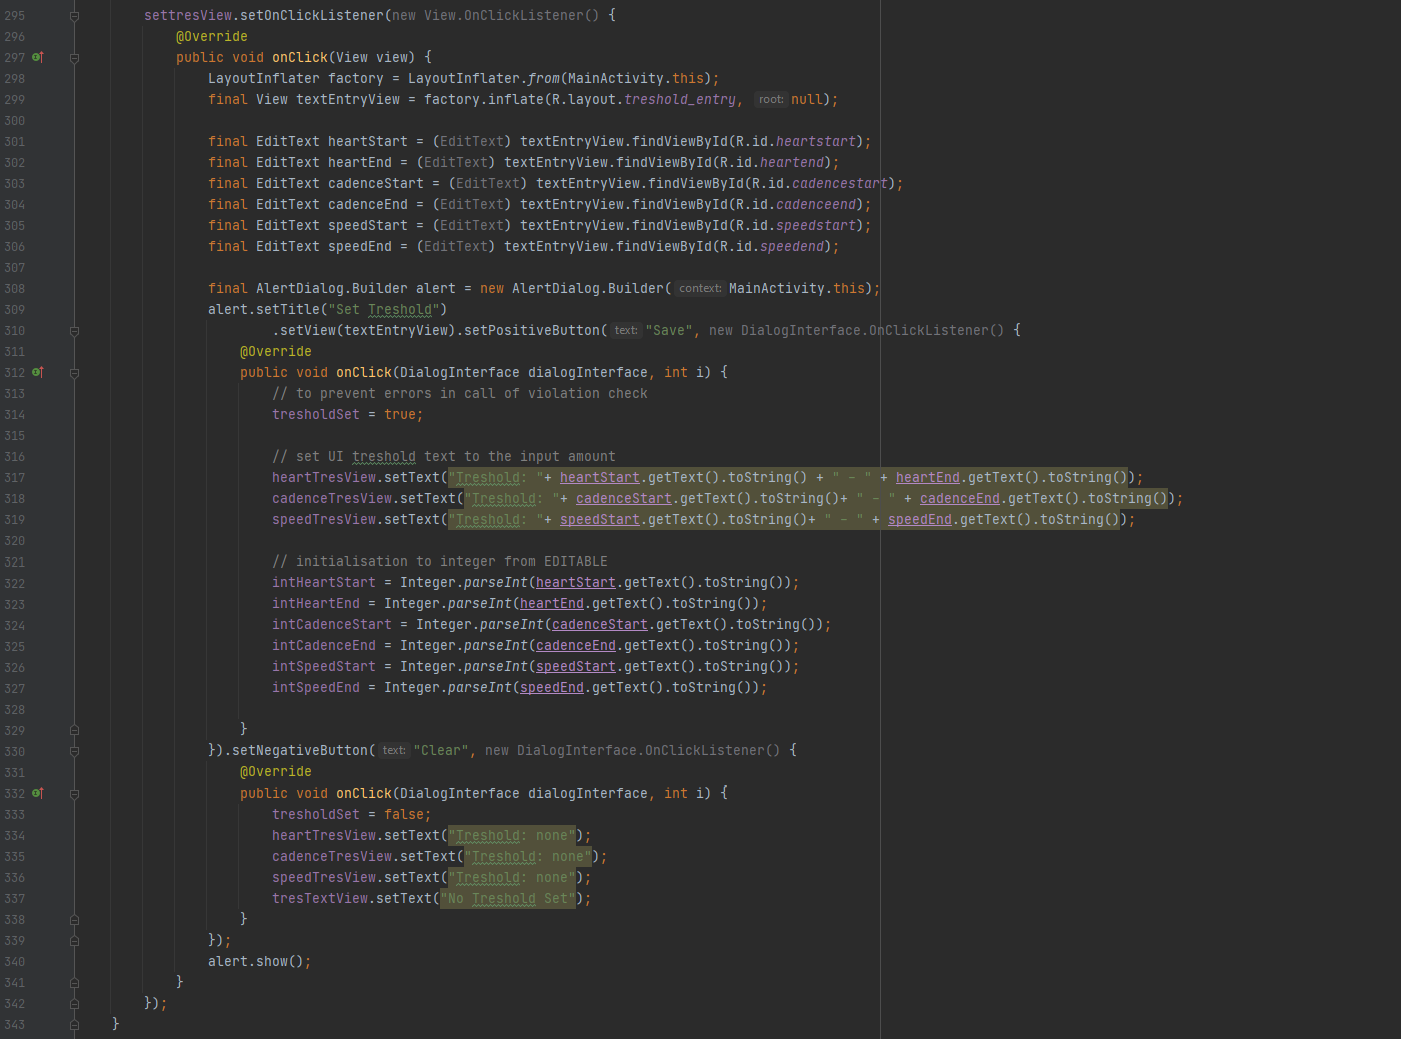 295 settresView.setOnClickListener(new View.OnClickListener() {
296 @Override
297 public void onClick(View view) {
298 LayoutInflater factory = LayoutInflater.from(MainActivity.this);
299 final View textEntryView = factory.inflate(R.layout.treshold_entry, root: null);
300
301 final EditText heartStart = (EditText) textEntryView.findViewById(R.id.heartstart);
302 final EditText heartEnd = (EditText) textEntryView.findViewById(R.id.heartend);
303 final EditText cadenceStart = (EditText) textEntryView.findViewById(R.id.cadencestart);
304 final EditText cadenceEnd = (EditText) textEntryView.findViewById(R.id.cadenceend);
305 final EditText speedStart = (EditText) textEntryView.findViewById(R.id.speedstart);
306 final EditText speedEnd = (EditText) textEntryView.findViewById(R.id.speedend);
307
308 final AlertDialog.Builder alert = new AlertDialog.Builder( context: MainActivity.this);
309 alert.setTitle("Set Treshold")
310 .setView(textEntryView).setPositiveButton( text: "Save", new DialogInterface.OnClickListener() {
311 @Override
312 public void onClick(DialogInterface dialogInterface, int i) {
313 // to prevent errors in call of violation check
314 tresholdSet = true;
315
316 // set UI treshold text to the input amount
317 heartTresView.setText("Treshold: "+ heartStart.getText().toString() + " - " + heartEnd.getText().toString());
318 cadenceTresView.setText("Treshold: "+ cadenceStart.getText().toString()+ " - " + cadenceEnd.getText().toString());
319 speedTresView.setText("Treshold: "+ speedStart.getText().toString()+ " - " + speedEnd.getText().toString());
320
321 // initialisation to integer from EDITABLE
322 intHeartStart = Integer.parseInt(heartStart.getText().toString());
323 intHeartEnd = Integer.parseInt(heartEnd.getText().toString());
324 intCadenceStart = Integer.parseInt(cadenceStart.getText().toString());
325 intCadenceEnd = Integer.parseInt(cadenceEnd.getText().toString());
326 intSpeedStart = Integer.parseInt(speedStart.getText().toString());
327 intSpeedEnd = Integer.parseInt(speedEnd.getText().toString());
328
329 }
330 }).setNegativeButton( text: "Clear", new DialogInterface.OnClickListener() {
331 @Override
332 public void onClick(DialogInterface dialogInterface, int i) {
333 tresholdSet = false;
334 heartTresView.setText("Treshold: none");
335 cadenceTresView.setText("Treshold: none");
336 speedTresView.setText("Treshold: none");
337 tresTextView.setText("No Treshold Set");
338 }
339 });
340 alert.show();
341 }
342 });
343 }